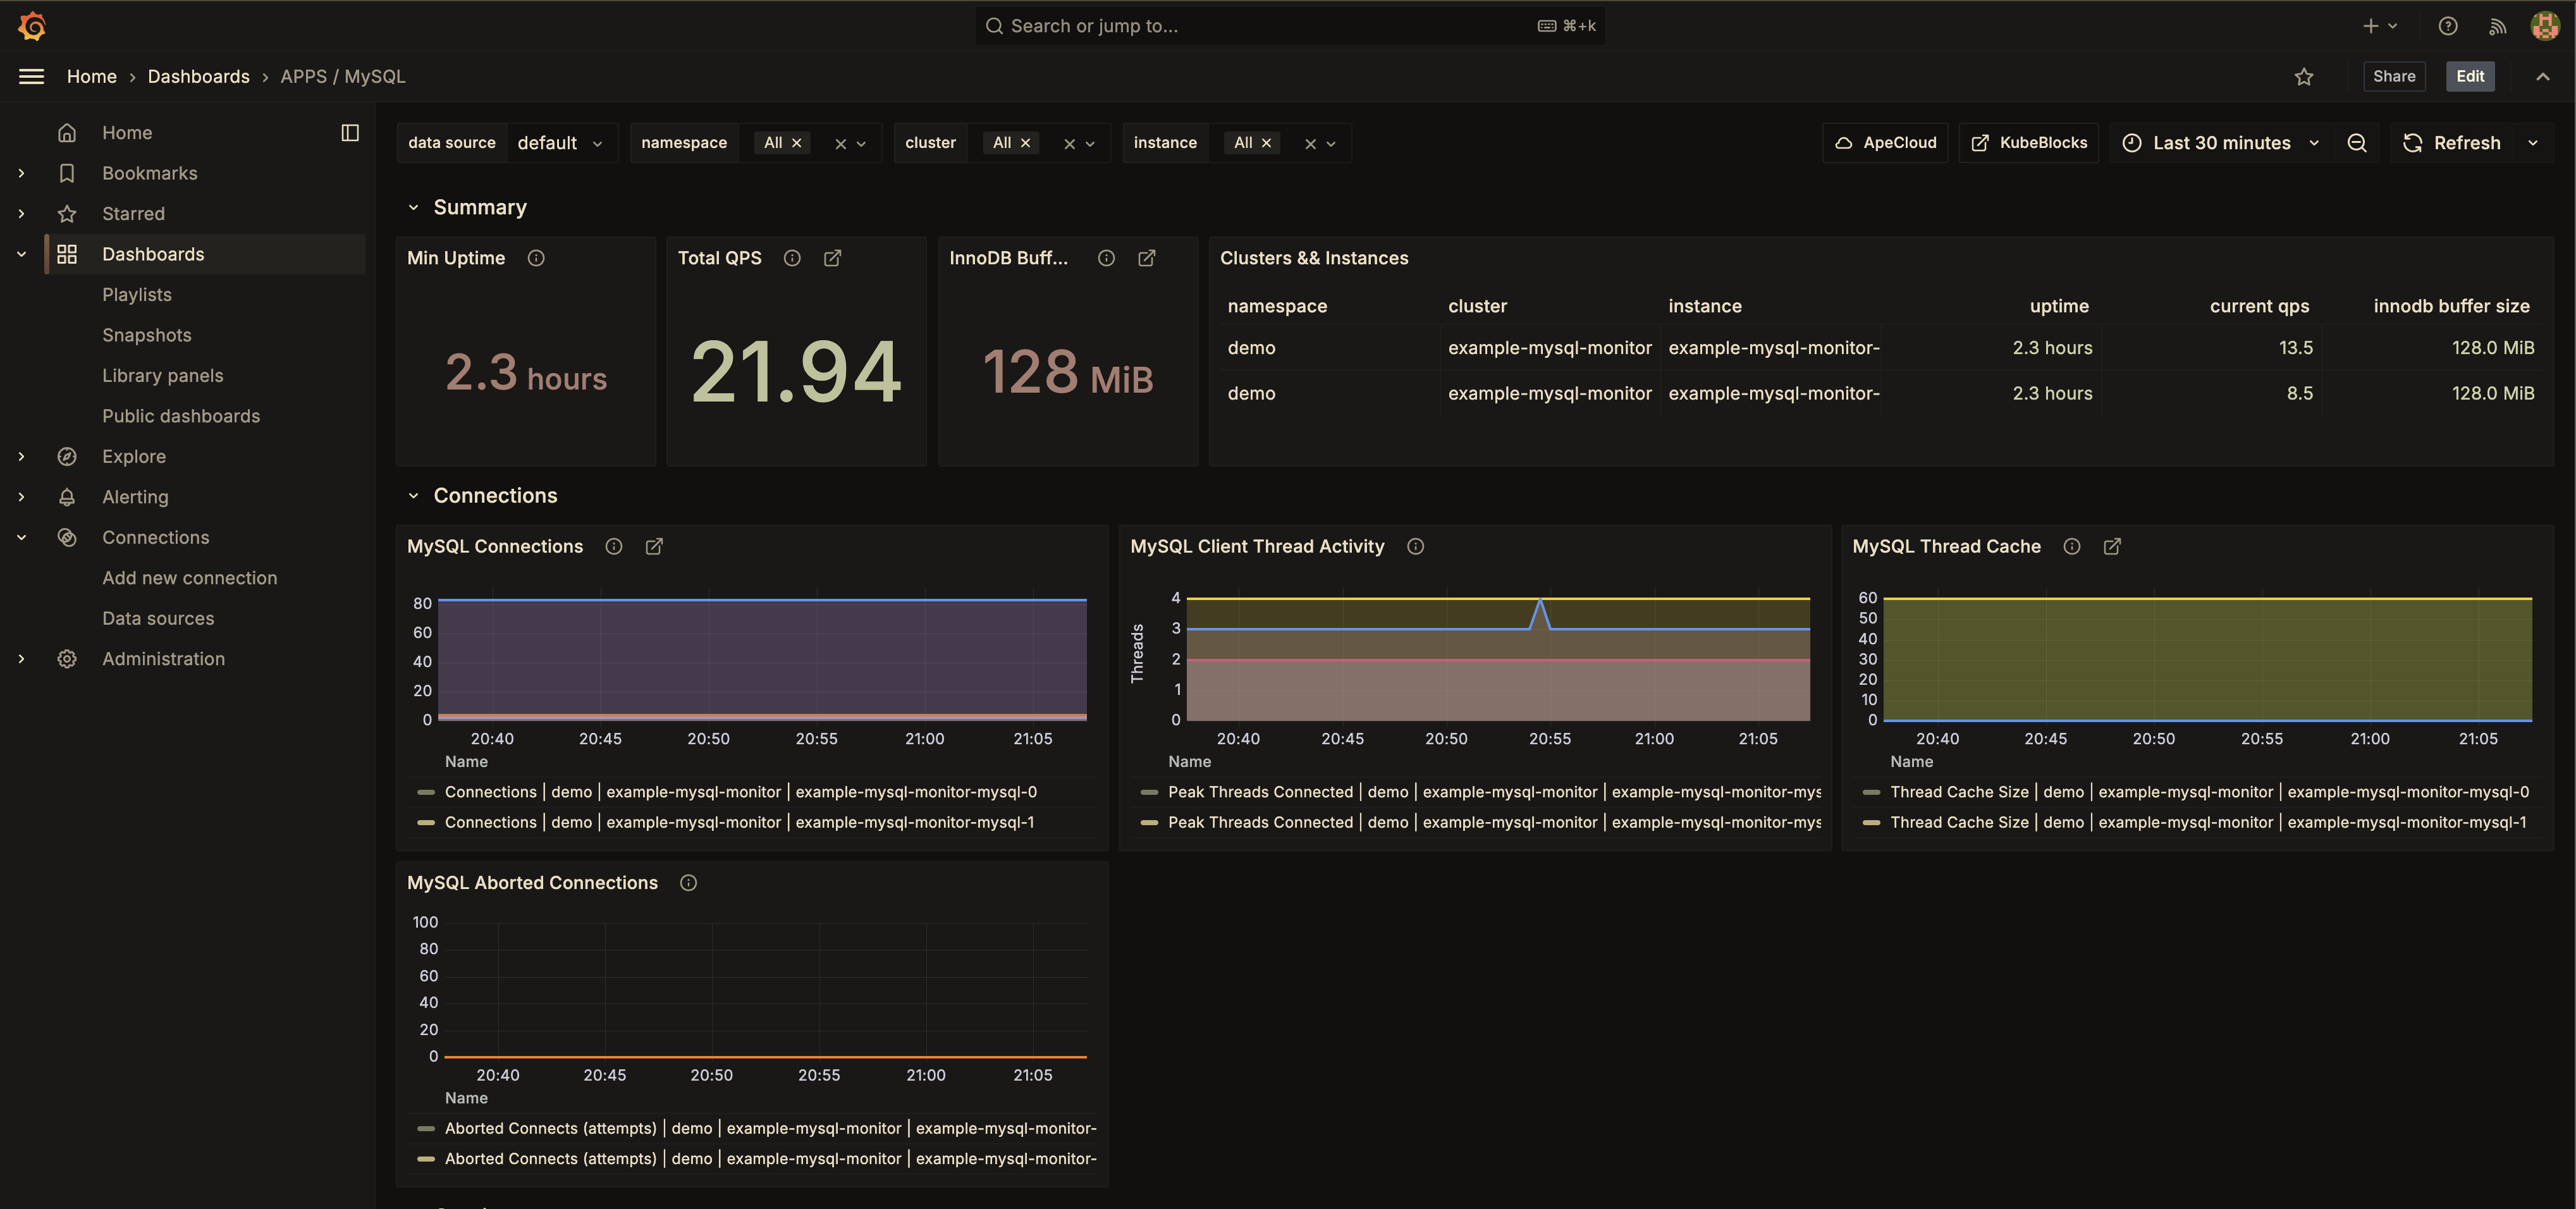 Search or jump to...
⌘+k
Home > Dashboards > APPS / MySQL
Share
Edit
Home
Bookmarks
Starred
Dashboards
Playlists
Snapshots
Library panels
Public dashboards
Explore
Alerting
Connections
Add new connection
Data sources
Administration
data source default namespace All cluster All instance All
ApeCloud
KubeBlocks
Last 30 minutes
Refresh
Summary
Min Uptime
2.3 hours
Total QPS
21.94
InnoDB Buff...
128 MiB
Clusters && Instances
namespace cluster instance uptime current qps innodb buffer size
demo example-mysql-monitor example-mysql-monitor- 2.3 hours 13.5 128.0 MiB
demo example-mysql-monitor example-mysql-monitor- 2.3 hours 8.5 128.0 MiB
Connections
MySQL Connections
80
60
40
20
0
20:40 20:45 20:50 20:55 21:00 21:05
Name
Connections | demo | example-mysql-monitor | example-mysql-monitor-mysql-0
Connections | demo | example-mysql-monitor | example-mysql-monitor-mysql-1
MySQL Client Thread Activity
Threads
4
3
2
1
0
20:40 20:45 20:50 20:55 21:00 21:05
Name
Peak Threads Connected | demo | example-mysql-monitor | example-mysql-monitor-mys
Peak Threads Connected | demo | example-mysql-monitor | example-mysql-monitor-mys
MySQL Thread Cache
60
50
40
30
20
10
0
20:40 20:45 20:50 20:55 21:00 21:05
Name
Thread Cache Size | demo | example-mysql-monitor | example-mysql-monitor-mysql-0
Thread Cache Size | demo | example-mysql-monitor | example-mysql-monitor-mysql-1
MySQL Aborted Connections
100
80
60
40
20
0
20:40 20:45 20:50 20:55 21:00 21:05
Name
Aborted Connects (attempts) | demo | example-mysql-monitor | example-mysql-monitor-
Aborted Connects (attempts) | demo | example-mysql-monitor | example-mysql-monitor-